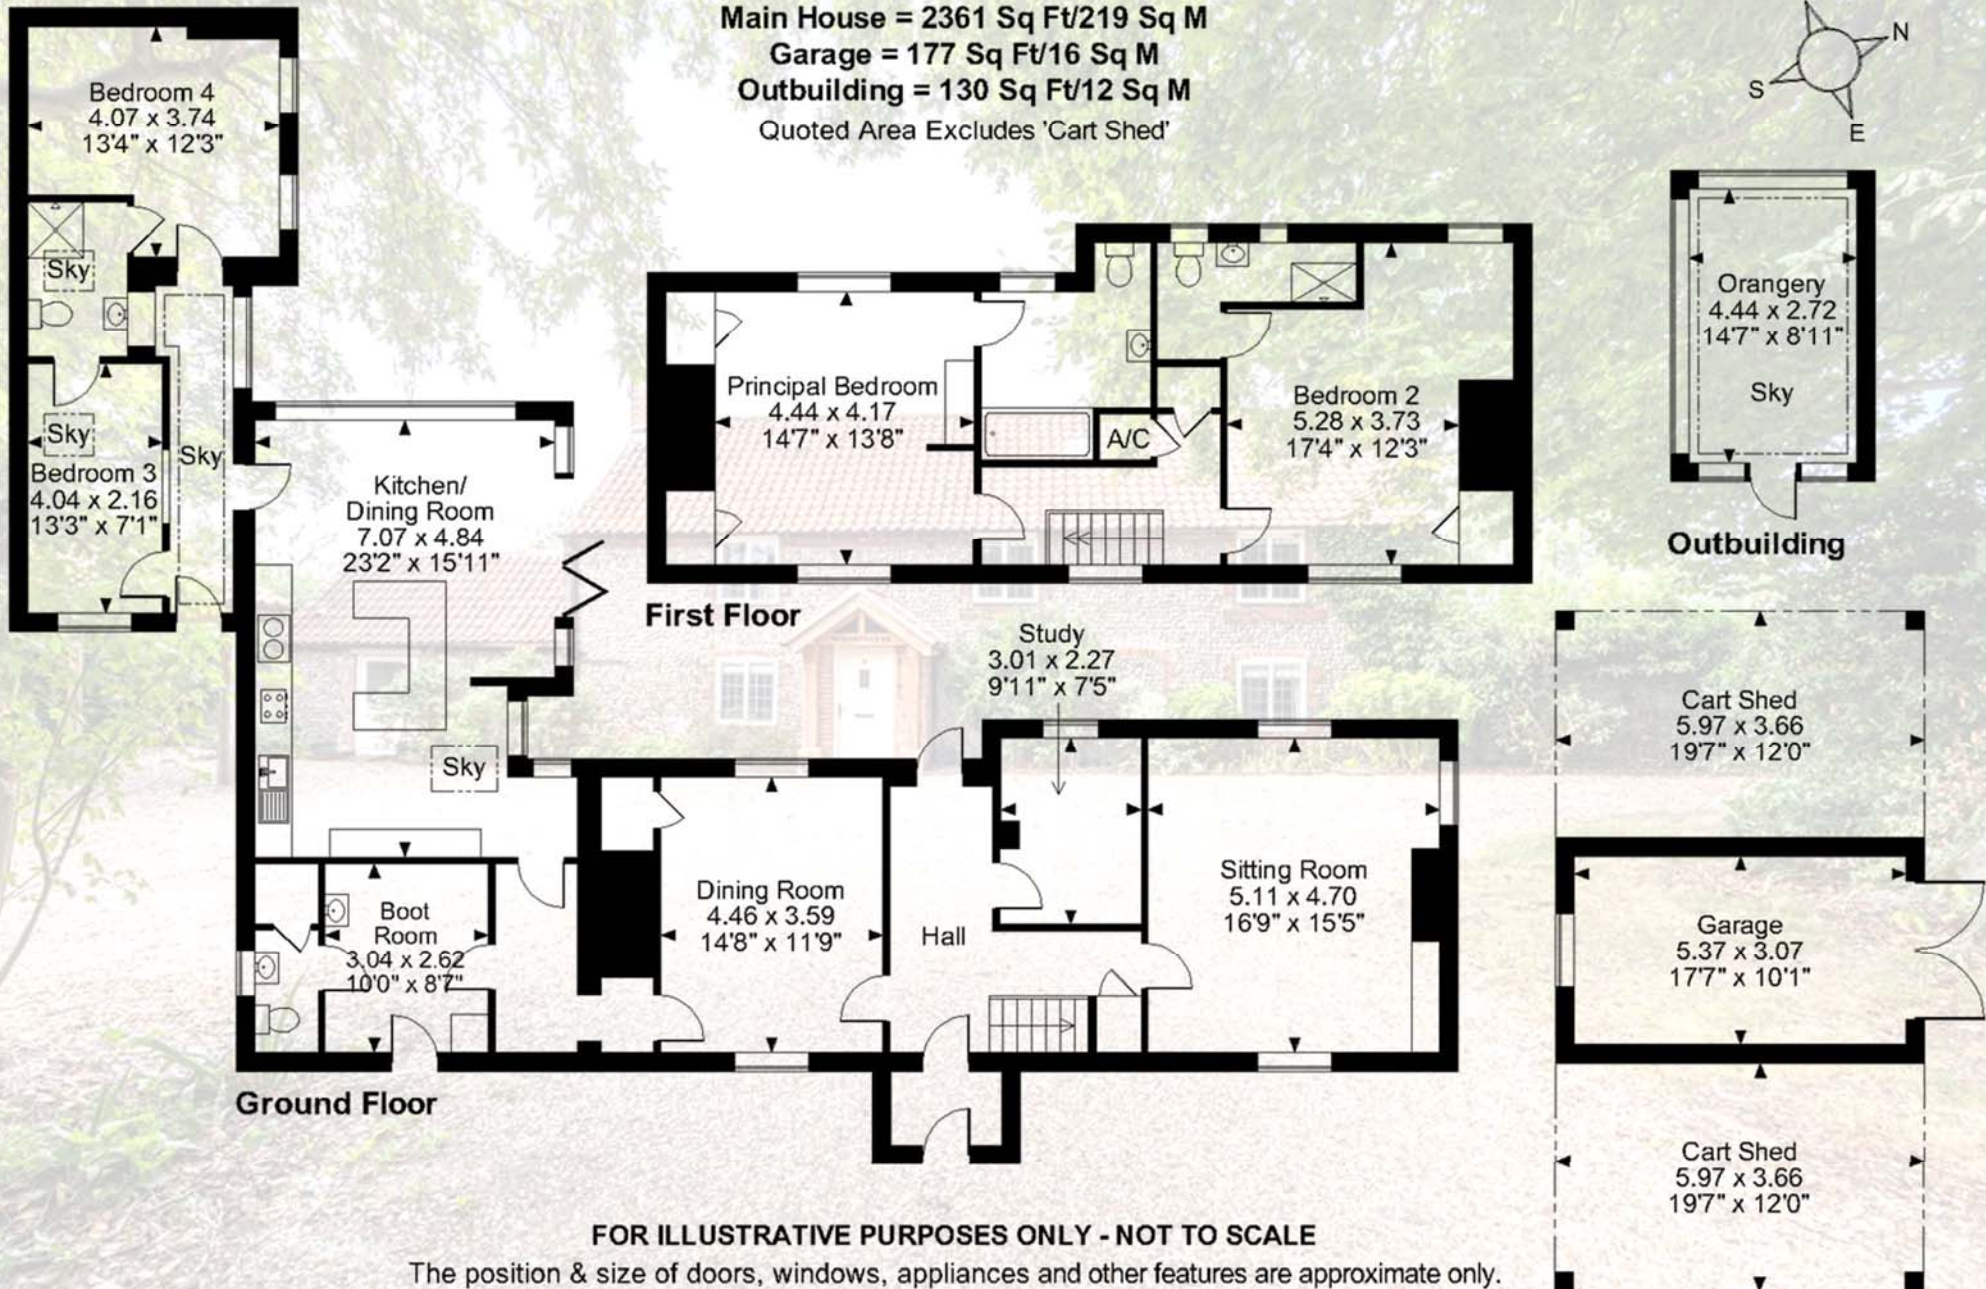 Main House = 2361 Sq Ft/219 Sq M
Garage = 177 Sq Ft/16 Sq M
Outbuilding = 130 Sq Ft/12 Sq M
Quoted Area Excludes 'Cart Shed'
N
S
E
Bedroom 4
4.07 x 3.74
13'4" x 12'3"
Sky
Sky
Bedroom 3
4.04 x 2.16
13'3" x 7'1"
Sky
Kitchen/
Dining Room
7.07 x 4.84
23'2" x 15'11"
Sky
Principal Bedroom
4.44 x 4.17
14'7" x 13'8"
A/C
Bedroom 2
5.28 x 3.73
17'4" x 12'3"
First Floor
Orangery
4.44 x 2.72
14'7" x 8'11"
Sky
Outbuilding
Study
3.01 x 2.27
9'11" x 7'5"
Boot
Room
3.04 x 2.62
10'0" x 8'7"
Dining Room
4.46 x 3.59
14'8" x 11'9"
Hall
Sitting Room
5.11 x 4.70
16'9" x 15'5"
Ground Floor
Cart Shed
5.97 x 3.66
19'7" x 12'0"
Garage
5.37 x 3.07
17'7" x 10'1"
Cart Shed
5.97 x 3.66
19'7" x 12'0"
FOR ILLUSTRATIVE PURPOSES ONLY - NOT TO SCALE
The position & size of doors, windows, appliances and other features are approximate only.